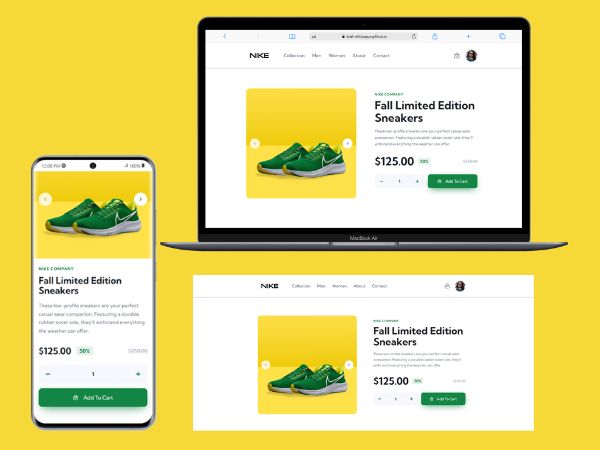 NIKE Collection Men Women About Contact
NIKE COMPANY
Fall Limited Edition
Sneakers
These low-profile sneakers are your perfect casual wear
companion. Featuring a durable rubber outer sole, they'll
withstand everything the weather can offer.
$125.00 50% $250.00
− 1 +
Add To Cart
MacBook Air
12:00 PM 100%
NIKE COMPANY
Fall Limited Edition
Sneakers
These low-profile sneakers are your perfect
casual wear companion. Featuring a durable
rubber outer sole, they'll withstand everything
the weather can offer.
$125.00 50% $250.00
− 1 +
Add To Cart
NIKE Collection Men Women About Contact
NIKE COMPANY
Fall Limited Edition
Sneakers
These low-profile sneakers are your perfect casual wear
companion. Featuring a durable rubber outer sole, they'll
withstand everything the weather can offer.
$125.00 50% $250.00
− 1 +
Add To Cart